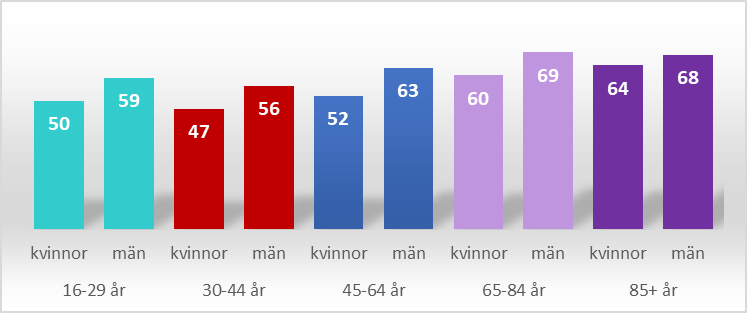 50 59 47 56 52 63 60 69 64 68
kvinnor män kvinnor män kvinnor män kvinnor män kvinnor män
16-29 år 30-44 år 45-64 år 65-84 år 85+ år